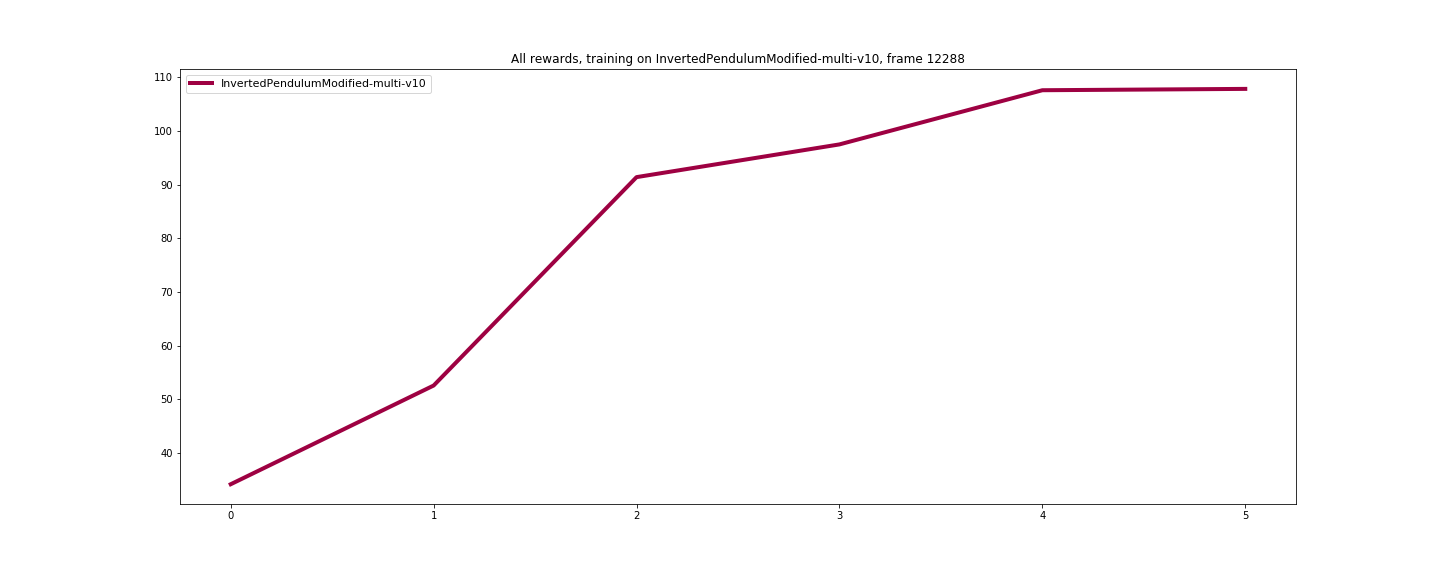 All rewards, training on InvertedPendulumModified-multi-v10, frame 12288
InvertedPendulumModified-multi-v10
110
100
90
80
70
60
50
40
0 1 2 3 4 5